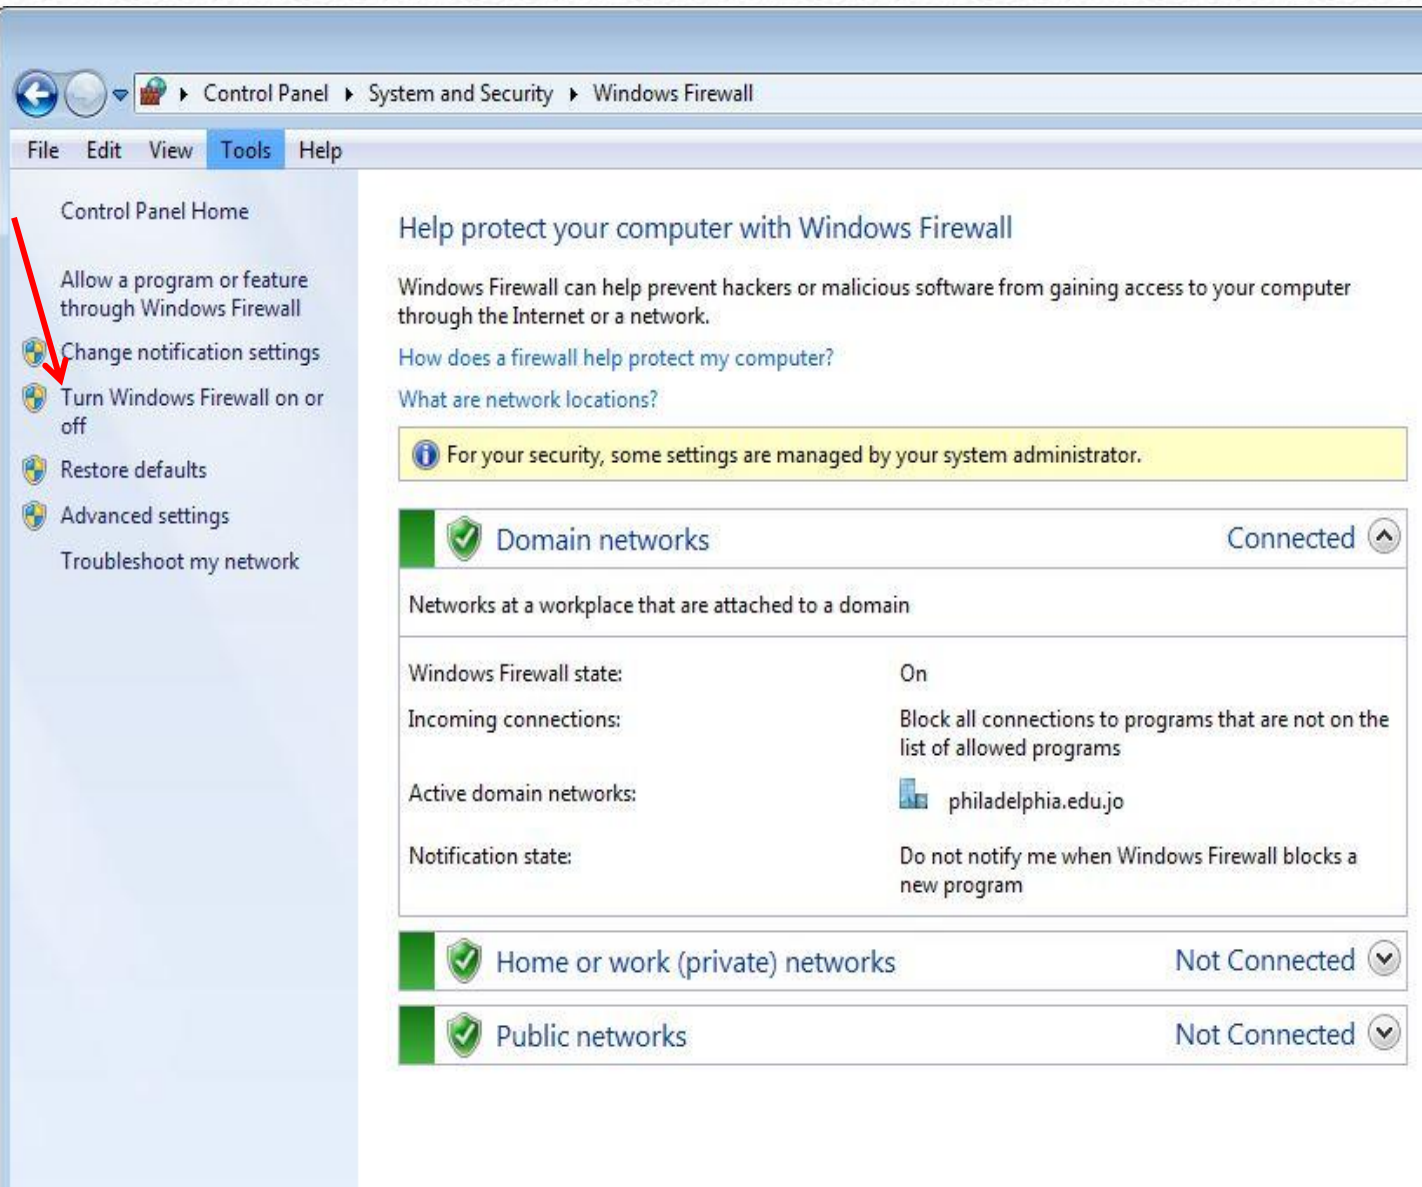 Control Panel System and Security Windows Firewall
File Edit View Tools Help
Control Panel Home
Allow a program or feature
through Windows Firewall
Change notification settings
Turn Windows Firewall on or
off
Restore defaults
Advanced settings
Troubleshoot my network
Help protect your computer with Windows Firewall
Windows Firewall can help prevent hackers or malicious software from gaining access to your computer
through the Internet or a network.
How does a firewall help protect my computer?
What are network locations?
For your security, some settings are managed by your system administrator.
Domain networks Connected
Networks at a workplace that are attached to a domain
Windows Firewall state: On
Incoming connections: Block all connections to programs that are not on the
list of allowed programs
Active domain networks: philadelphia.edu.jo
Notification state: Do not notify me when Windows Firewall blocks a
new program
Home or work (private) networks Not Connected
Public networks Not Connected